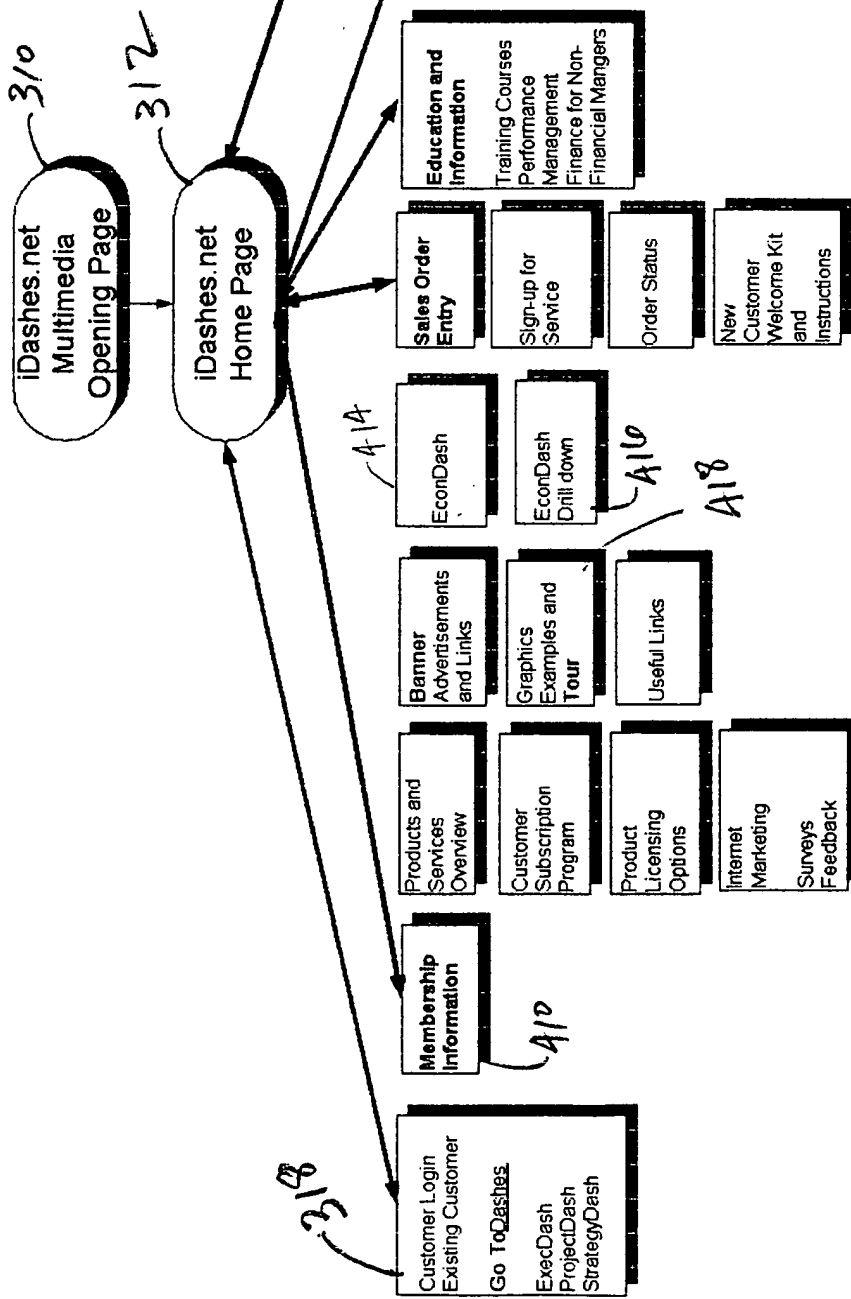 iDashes.net
Multimedia
Opening Page
310
iDashes.net
Home Page
312
318
Customer Login
Existing Customer
Go ToDashes
ExecDash
ProjectDash
StrategyDash
Membership
Information
410
Products and
Services
Overview
Customer
Subscription
Program
Product
Licensing
Options
Internet
Marketing
Surveys
Feedback
Banner
Advertisements
and Links
Graphics
Examples and
Tour
418
Useful Links
414
EconDash
EconDash
Drill down
416
Sales Order
Entry
Sign-up for
Service
Order Status
New
Customer
Welcome Kit
and
Instructions
Education and
Information
Training Courses
Performance
Management
Finance for Non-
Financial Mangers